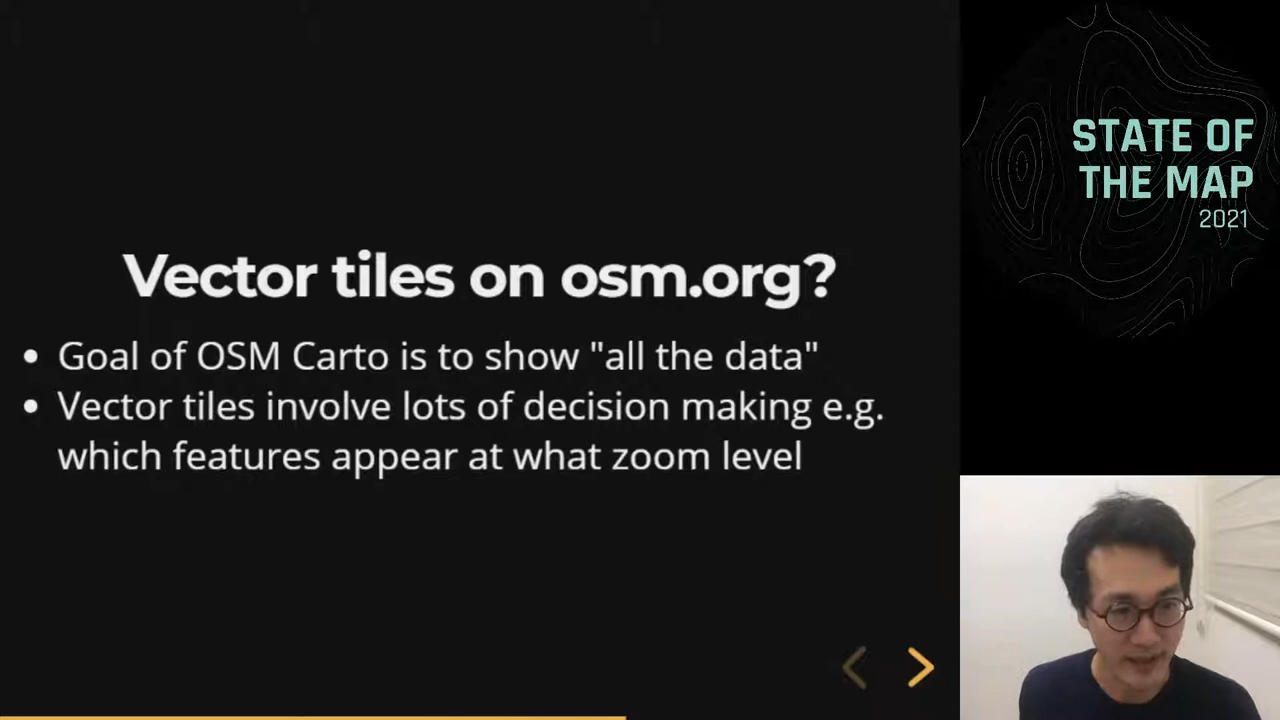 Vector tiles on osm.org?
Goal of OSM Carto is to show "all the data"
Vector tiles involve lots of decision making e.g.
which features appear at what zoom level
STATE OF
THE MAP
2021